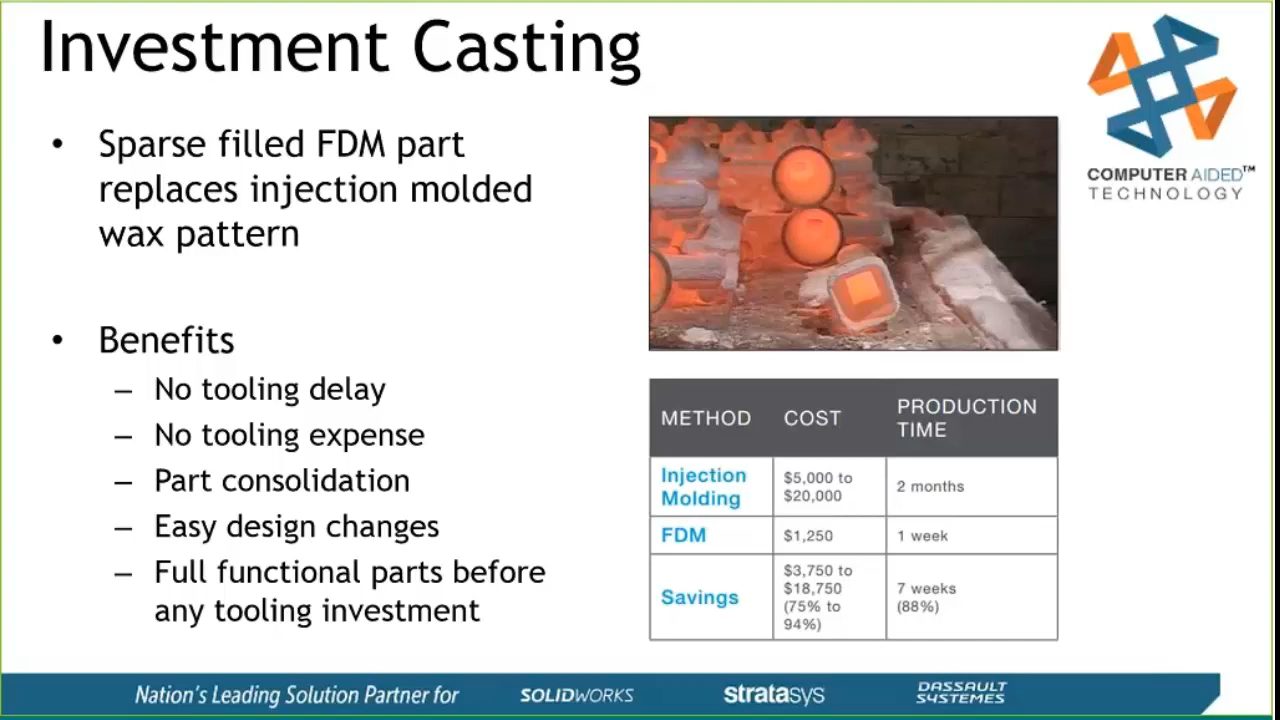 Investment Casting
• Sparse filled FDM part
replaces injection molded
wax pattern
• Benefits
– No tooling delay
– No tooling expense
– Part consolidation
– Easy design changes
– Full functional parts before
any tooling investment
COMPUTER AIDED™
TECHNOLOGY
METHOD COST PRODUCTION
TIME
Injection
Molding
$5,000 to
$20,000
2 months
FDM $1,250 1 week
Savings
$3,750 to
$18,750
(75% to
94%)
7 weeks
(88%)
Nation's Leading Solution Partner for SOLIDWORKS stratasys DASSAULT
SYSTEMES